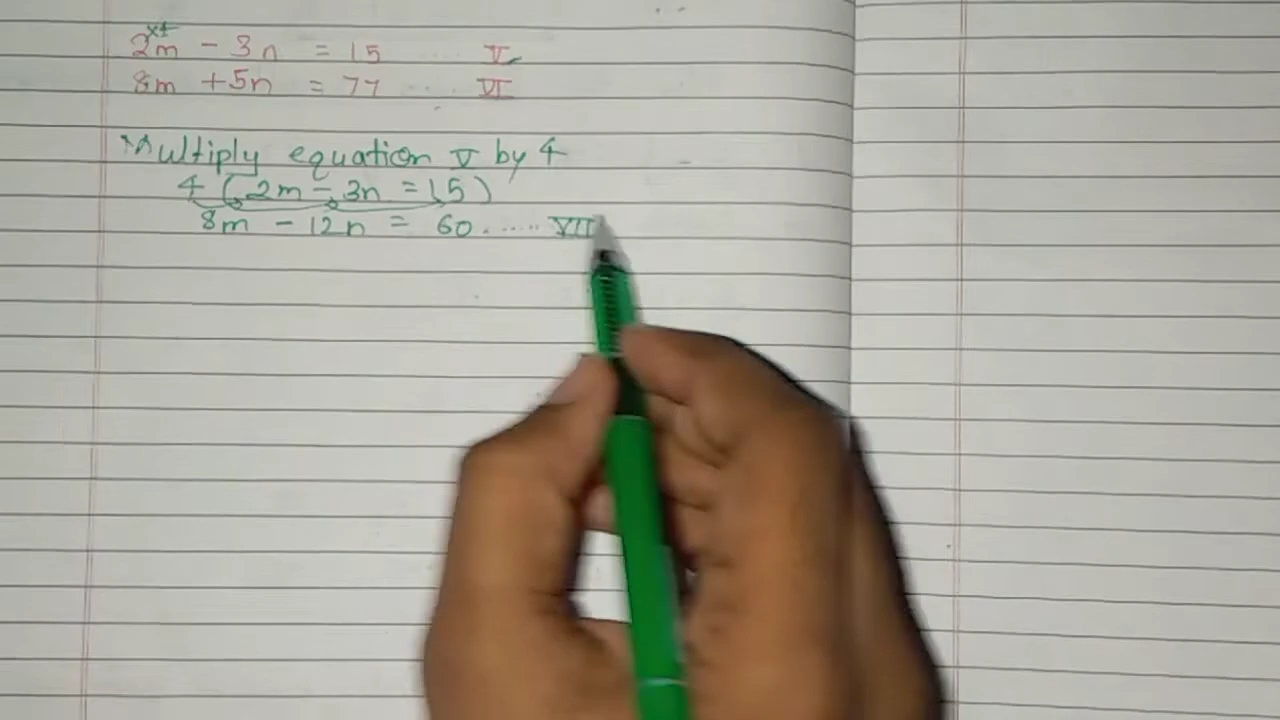 ×4
2m - 3n = 15 V
8m + 5n = 77 ... VI
Multiply equation V by 4
4 (2m - 3n = 15)
8m - 12n = 60 ...... VII